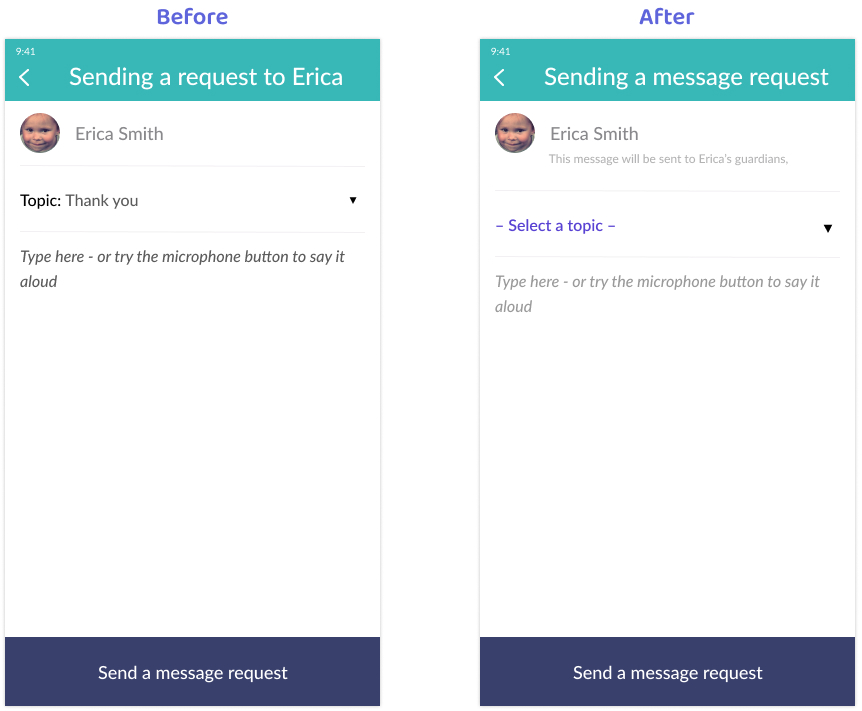 Before
9:41
Sending a request to Erica
Erica Smith
Topic: Thank you
Type here - or try the microphone button to say it
aloud
Send a message request
After
9:41
Sending a message request
Erica Smith
This message will be sent to Erica's guardians,
– Select a topic –
Type here - or try the microphone button to say it
aloud
Send a message request